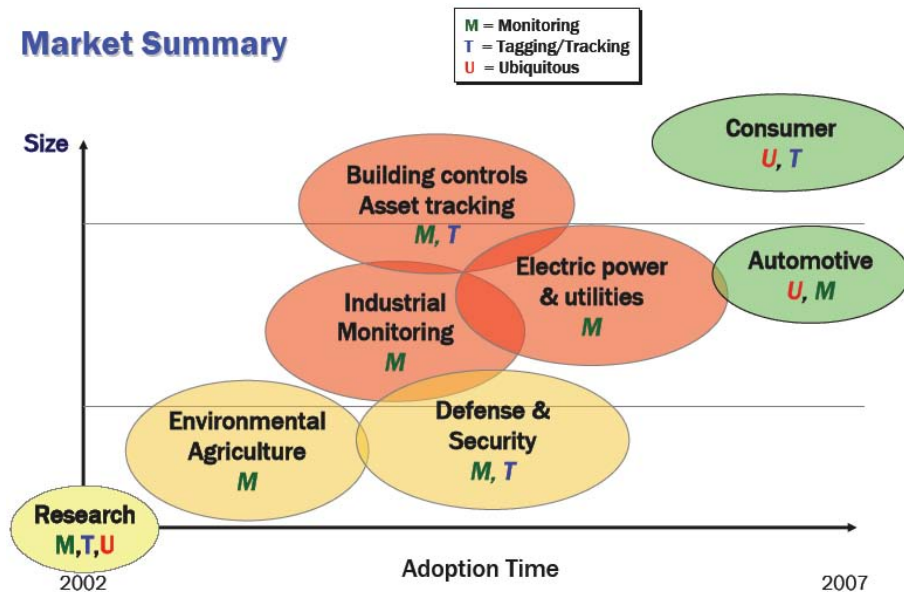 Market Summary
M = Monitoring
T = Tagging/Tracking
U = Ubiquitous
Size
Consumer
U, T
Building controls
Asset tracking
M, T
Electric power
& utilities
M
Automotive
U, M
Industrial
Monitoring
M
Environmental
Agriculture
M
Defense &
Security
M, T
Research
M,T,U
2002
Adoption Time
2007